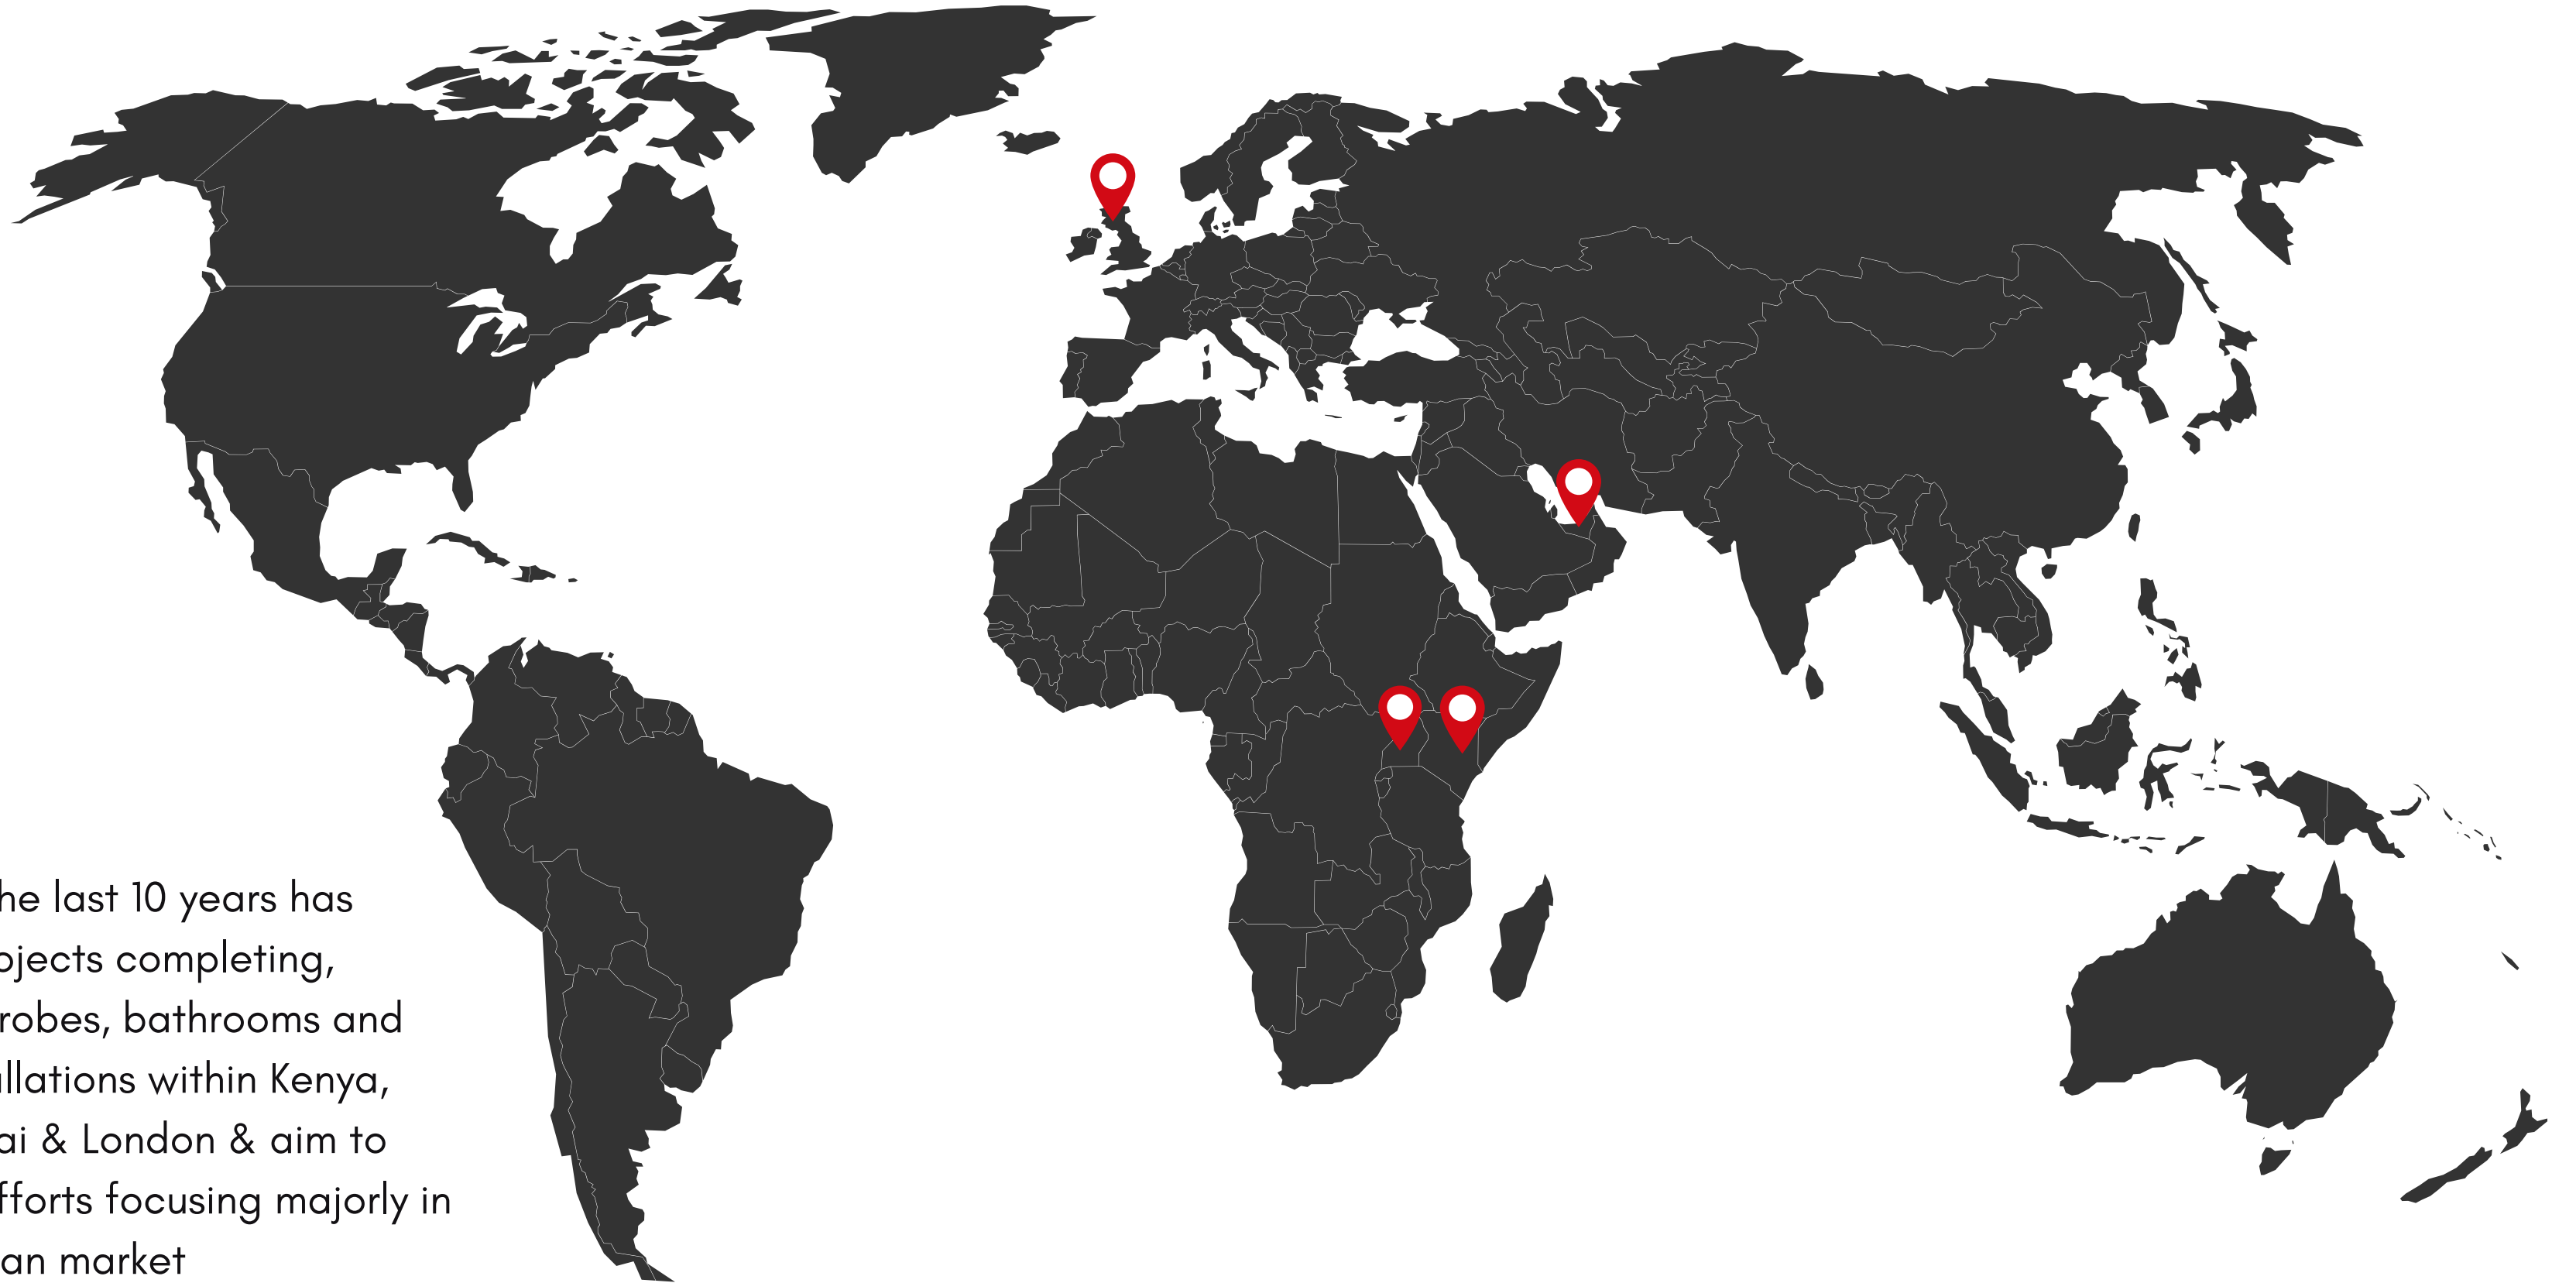 he last 10 years has
ojects completing,
robes, bathrooms and
allations within Kenya,
ai & London & aim to
fforts focusing majorly in
an market